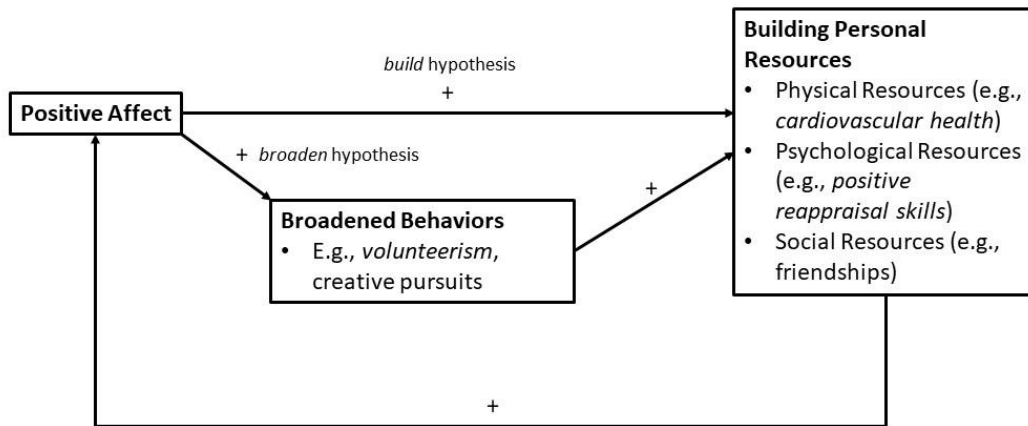 Building Personal
Resources
• Physical Resources (e.g.,
cardiovascular health)
• Psychological Resources
(e.g., positive
reappraisal skills)
• Social Resources (e.g.,
friendships)
build hypothesis
+
Positive Affect
+ broaden hypothesis
+
Broadened Behaviors
• E.g., volunteerism,
creative pursuits
+